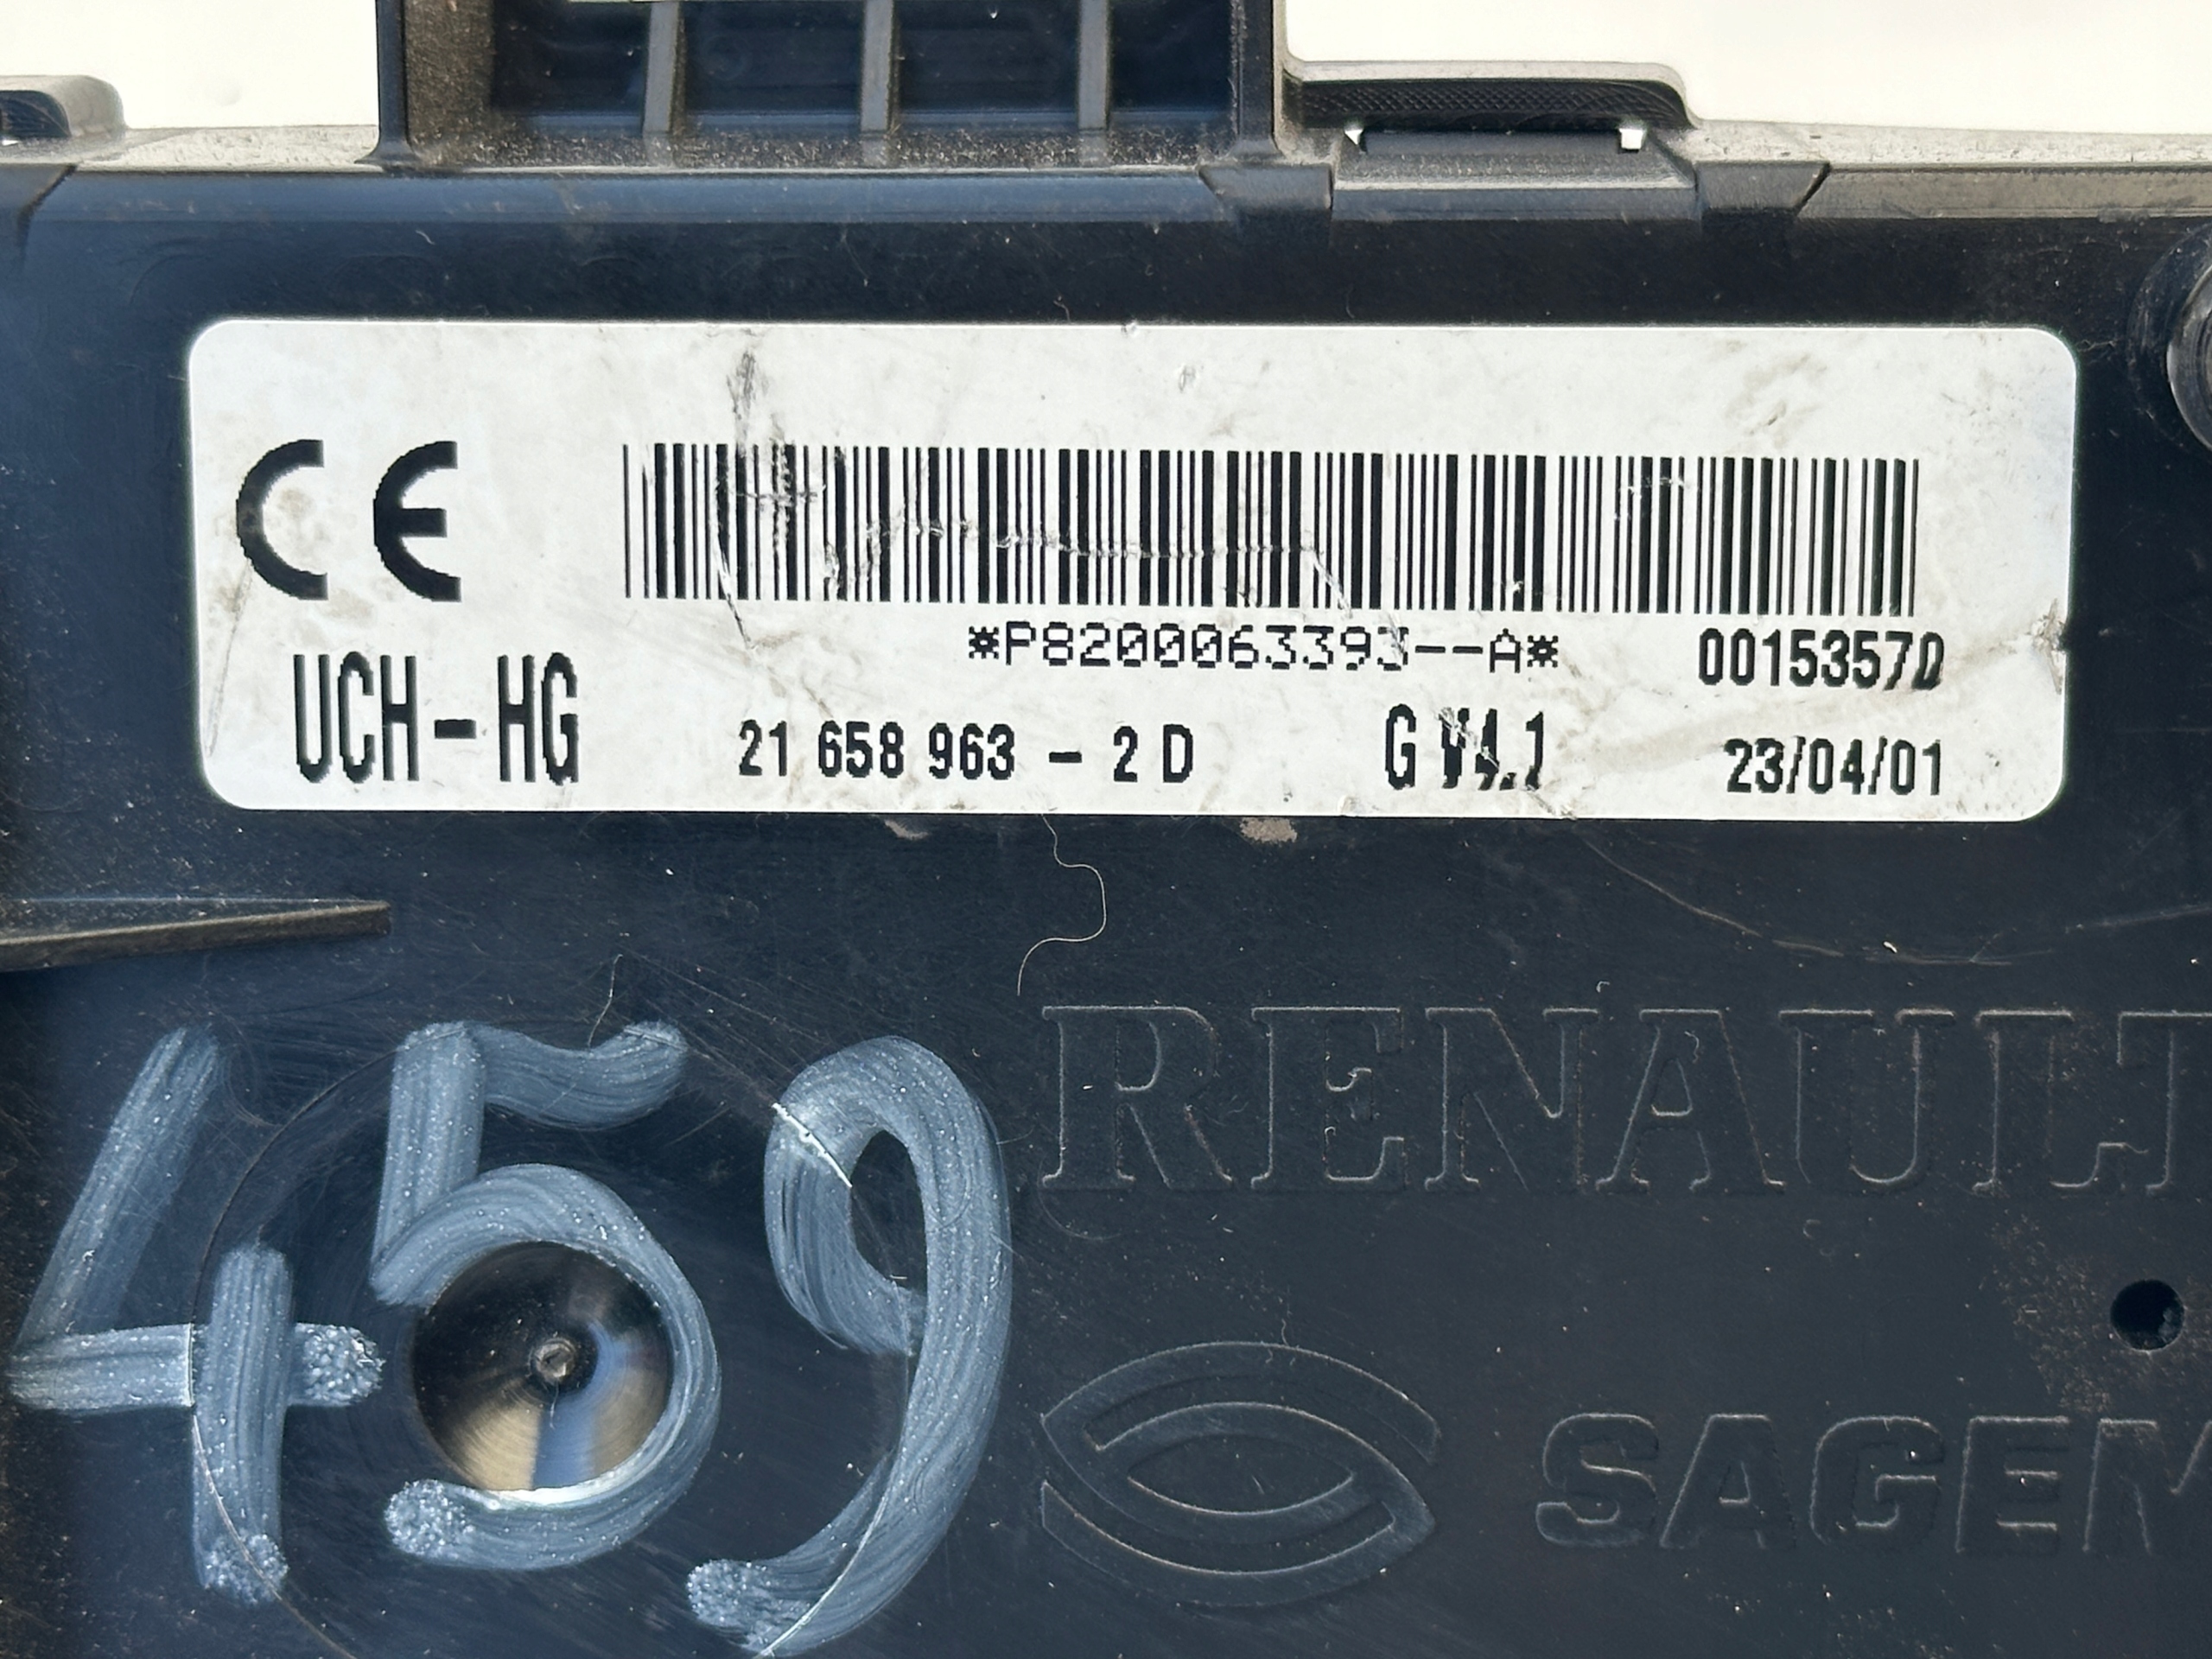 CE
*P8200063393--A*
00153570
UCH-HG
21 658 963 - 2 D
G V4.1
23/04/01
RENAULT
459
SAGEM